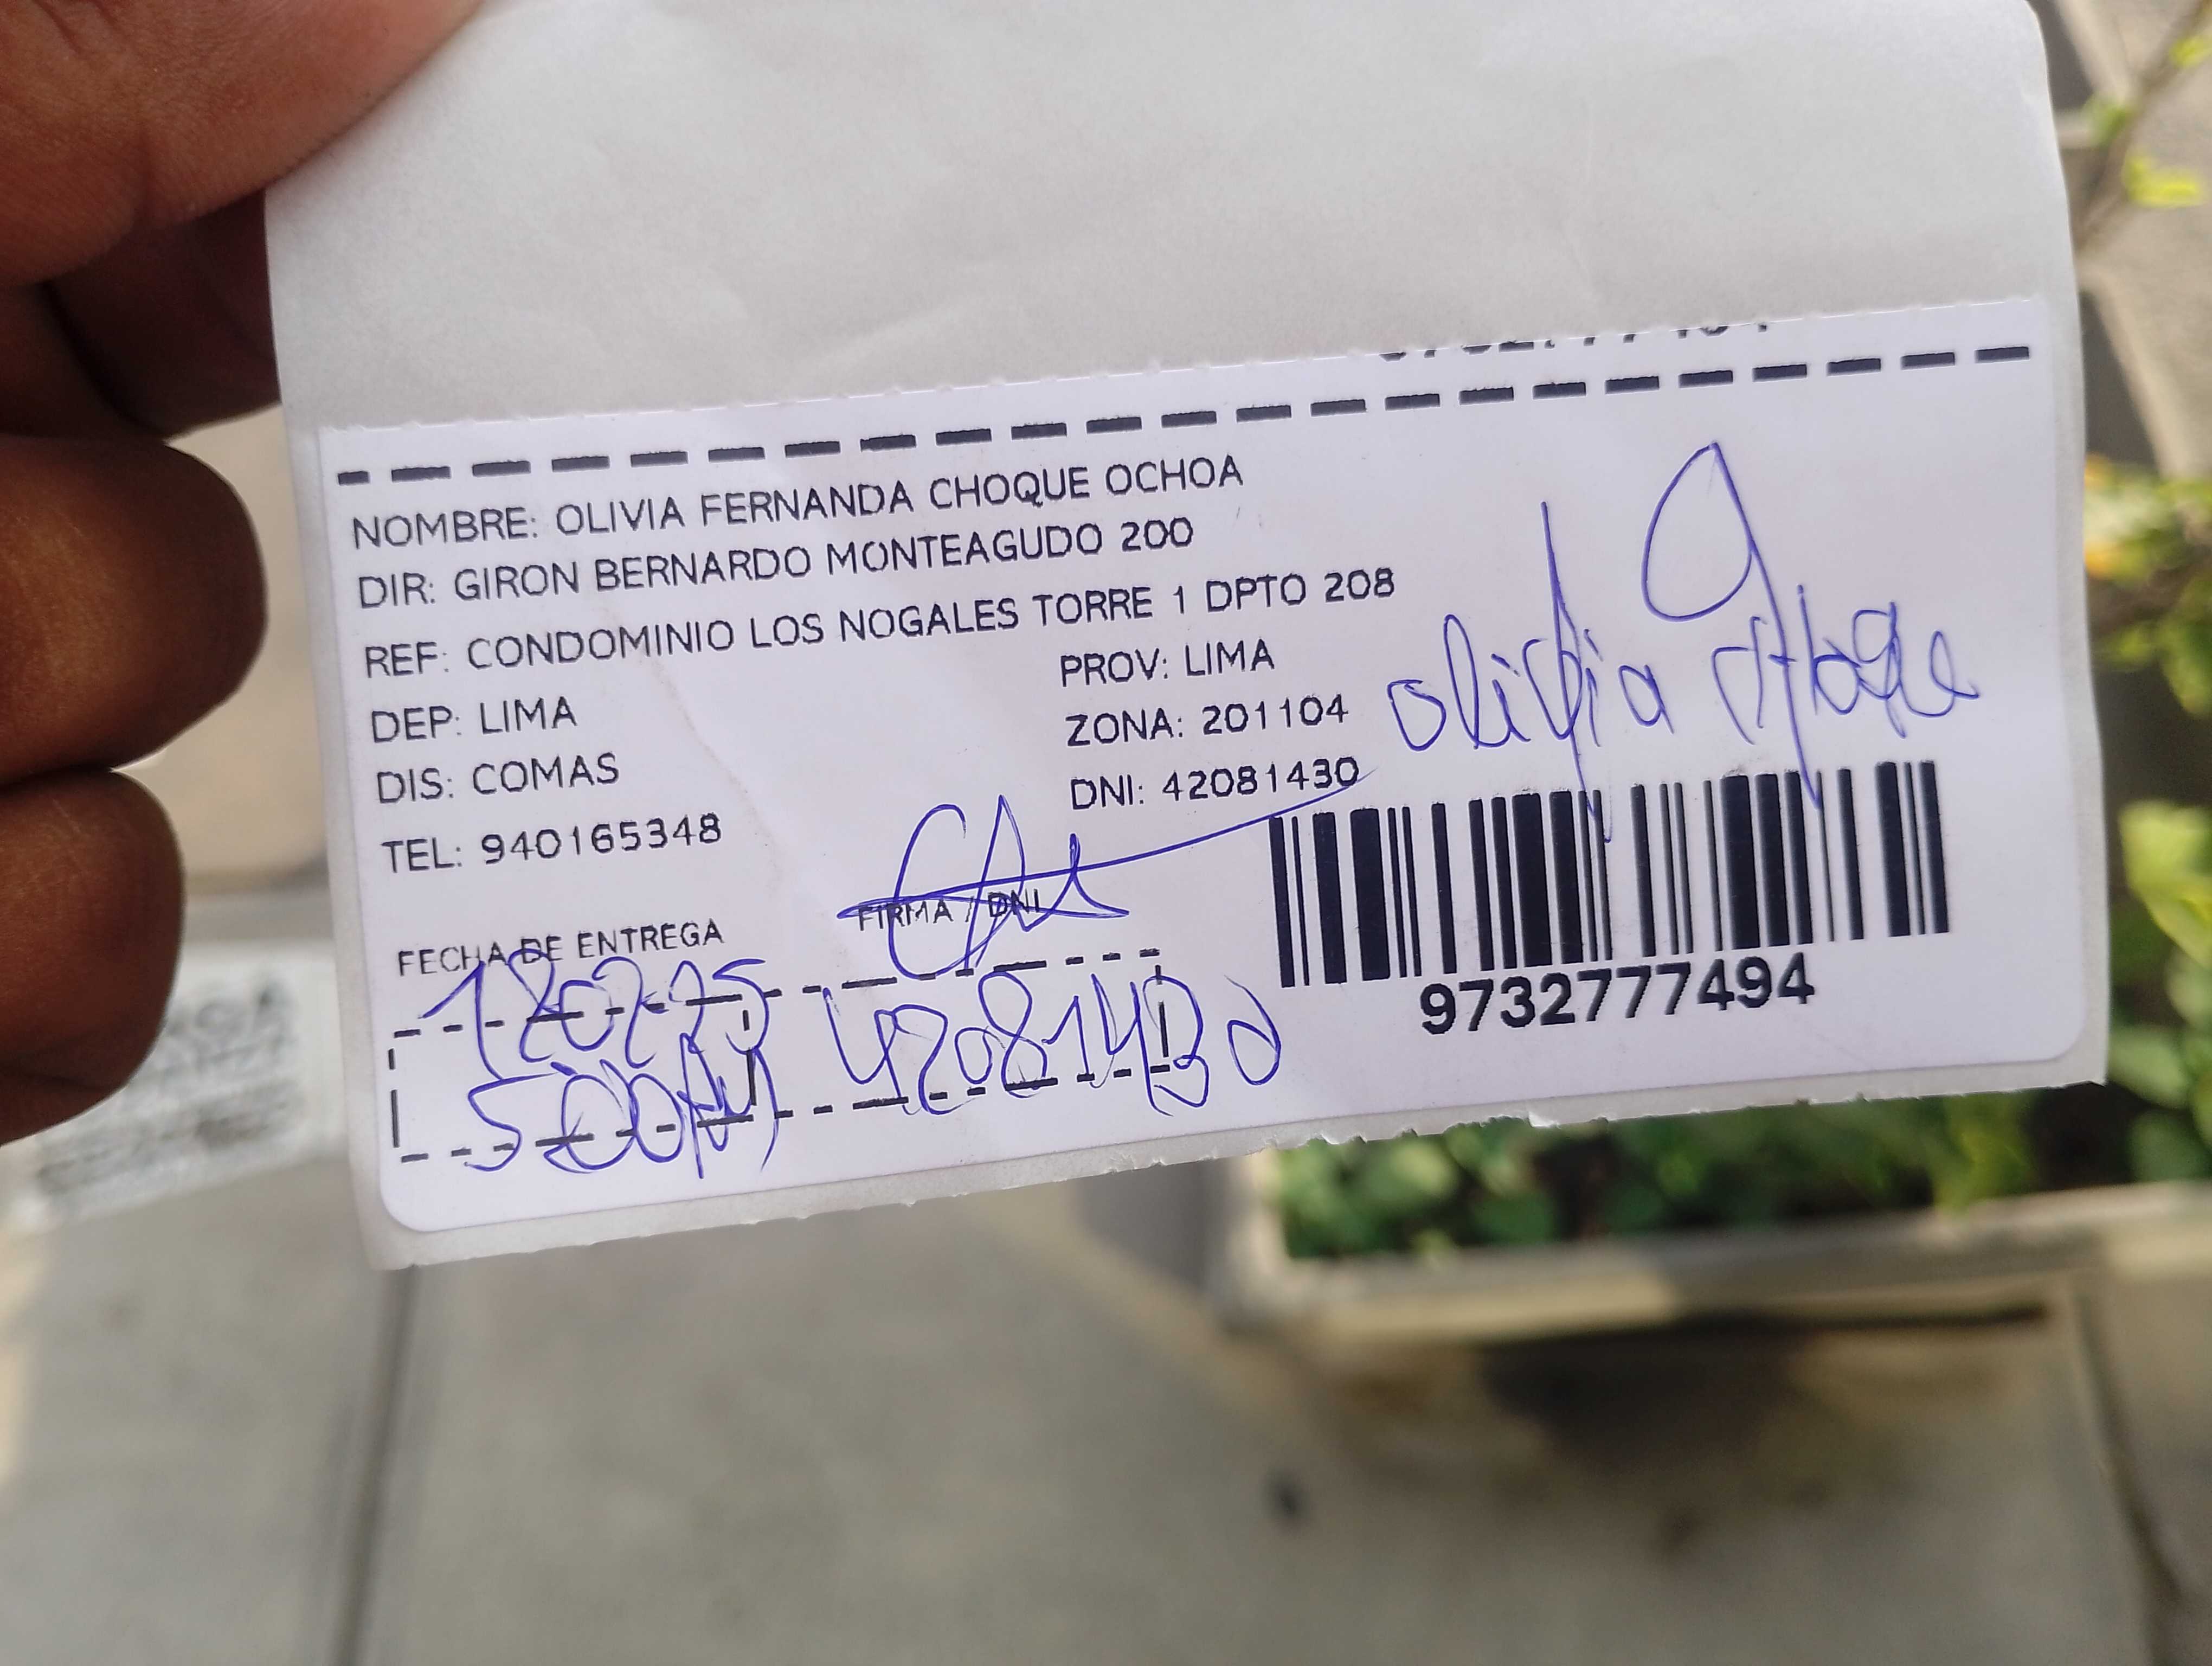 NOMBRE: OLIVIA FERNANDA CHOQUE OCHOA
DIR: GIRON BERNARDO MONTEAGUDO 200
REF: CONDOMINIO LOS NOGALES TORRE 1 DPTO 208
DEP: LIMA
PROV: LIMA
DIS: COMAS
ZONA: 201104
TEL: 940165348
DNI: 42081430
olivia
FECHA DE ENTREGA
FIRMA / DNI
42081430
9732777494